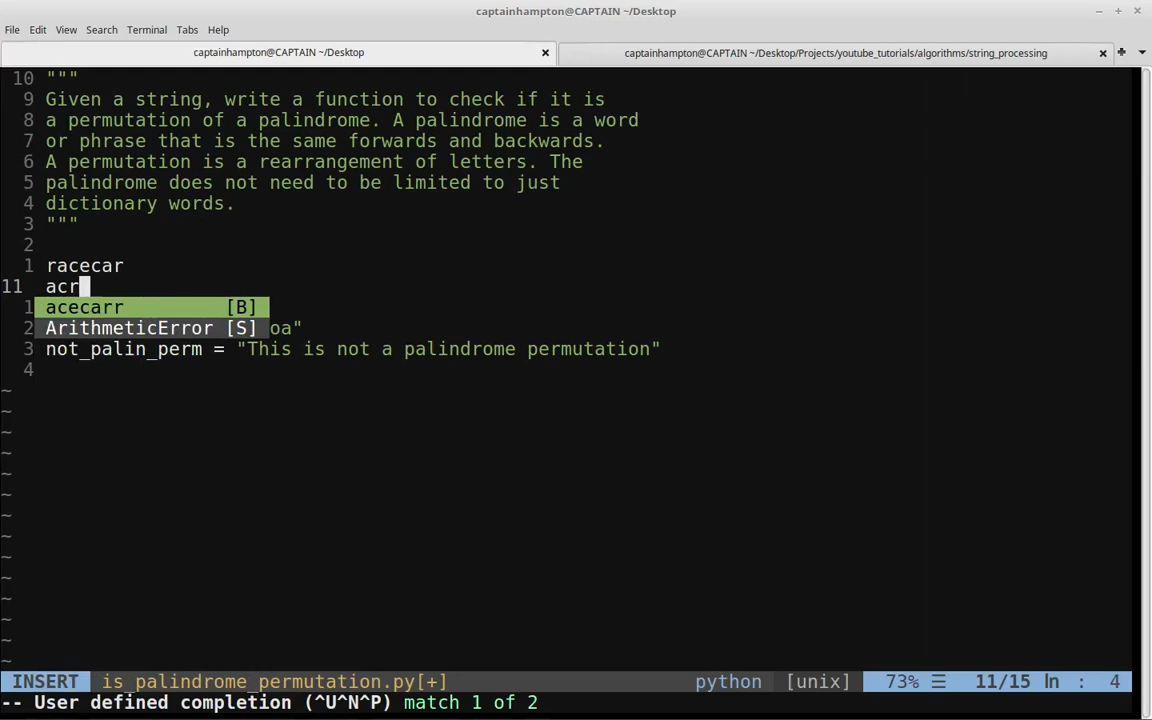 captainhampton@CAPTAIN ~/Desktop
File Edit View Search Terminal Tabs Help
captainhampton@CAPTAIN ~/Desktop captainhampton@CAPTAIN ~/Desktop/Projects/youtube_tutorials/algorithms/string_processing
10 """
9 Given a string, write a function to check if it is
8 a permutation of a palindrome. A palindrome is a word
7 or phrase that is the same forwards and backwards.
6 A permutation is a rearrangement of letters. The
5 palindrome does not need to be limited to just
4 dictionary words.
3 """
2
1 racecar
11 acr
1 acecarr [B]
2 ArithmeticError [S] oa"
3 not_palin_perm = "This is not a palindrome permutation"
4
~
~
~
~
~
~
~
~
~
~
~
~
~
~
INSERT is_palindrome_permutation.py[+] python [unix] 73% ☰ 11/15 ln : 4
-- User defined completion (^U^N^P) match 1 of 2